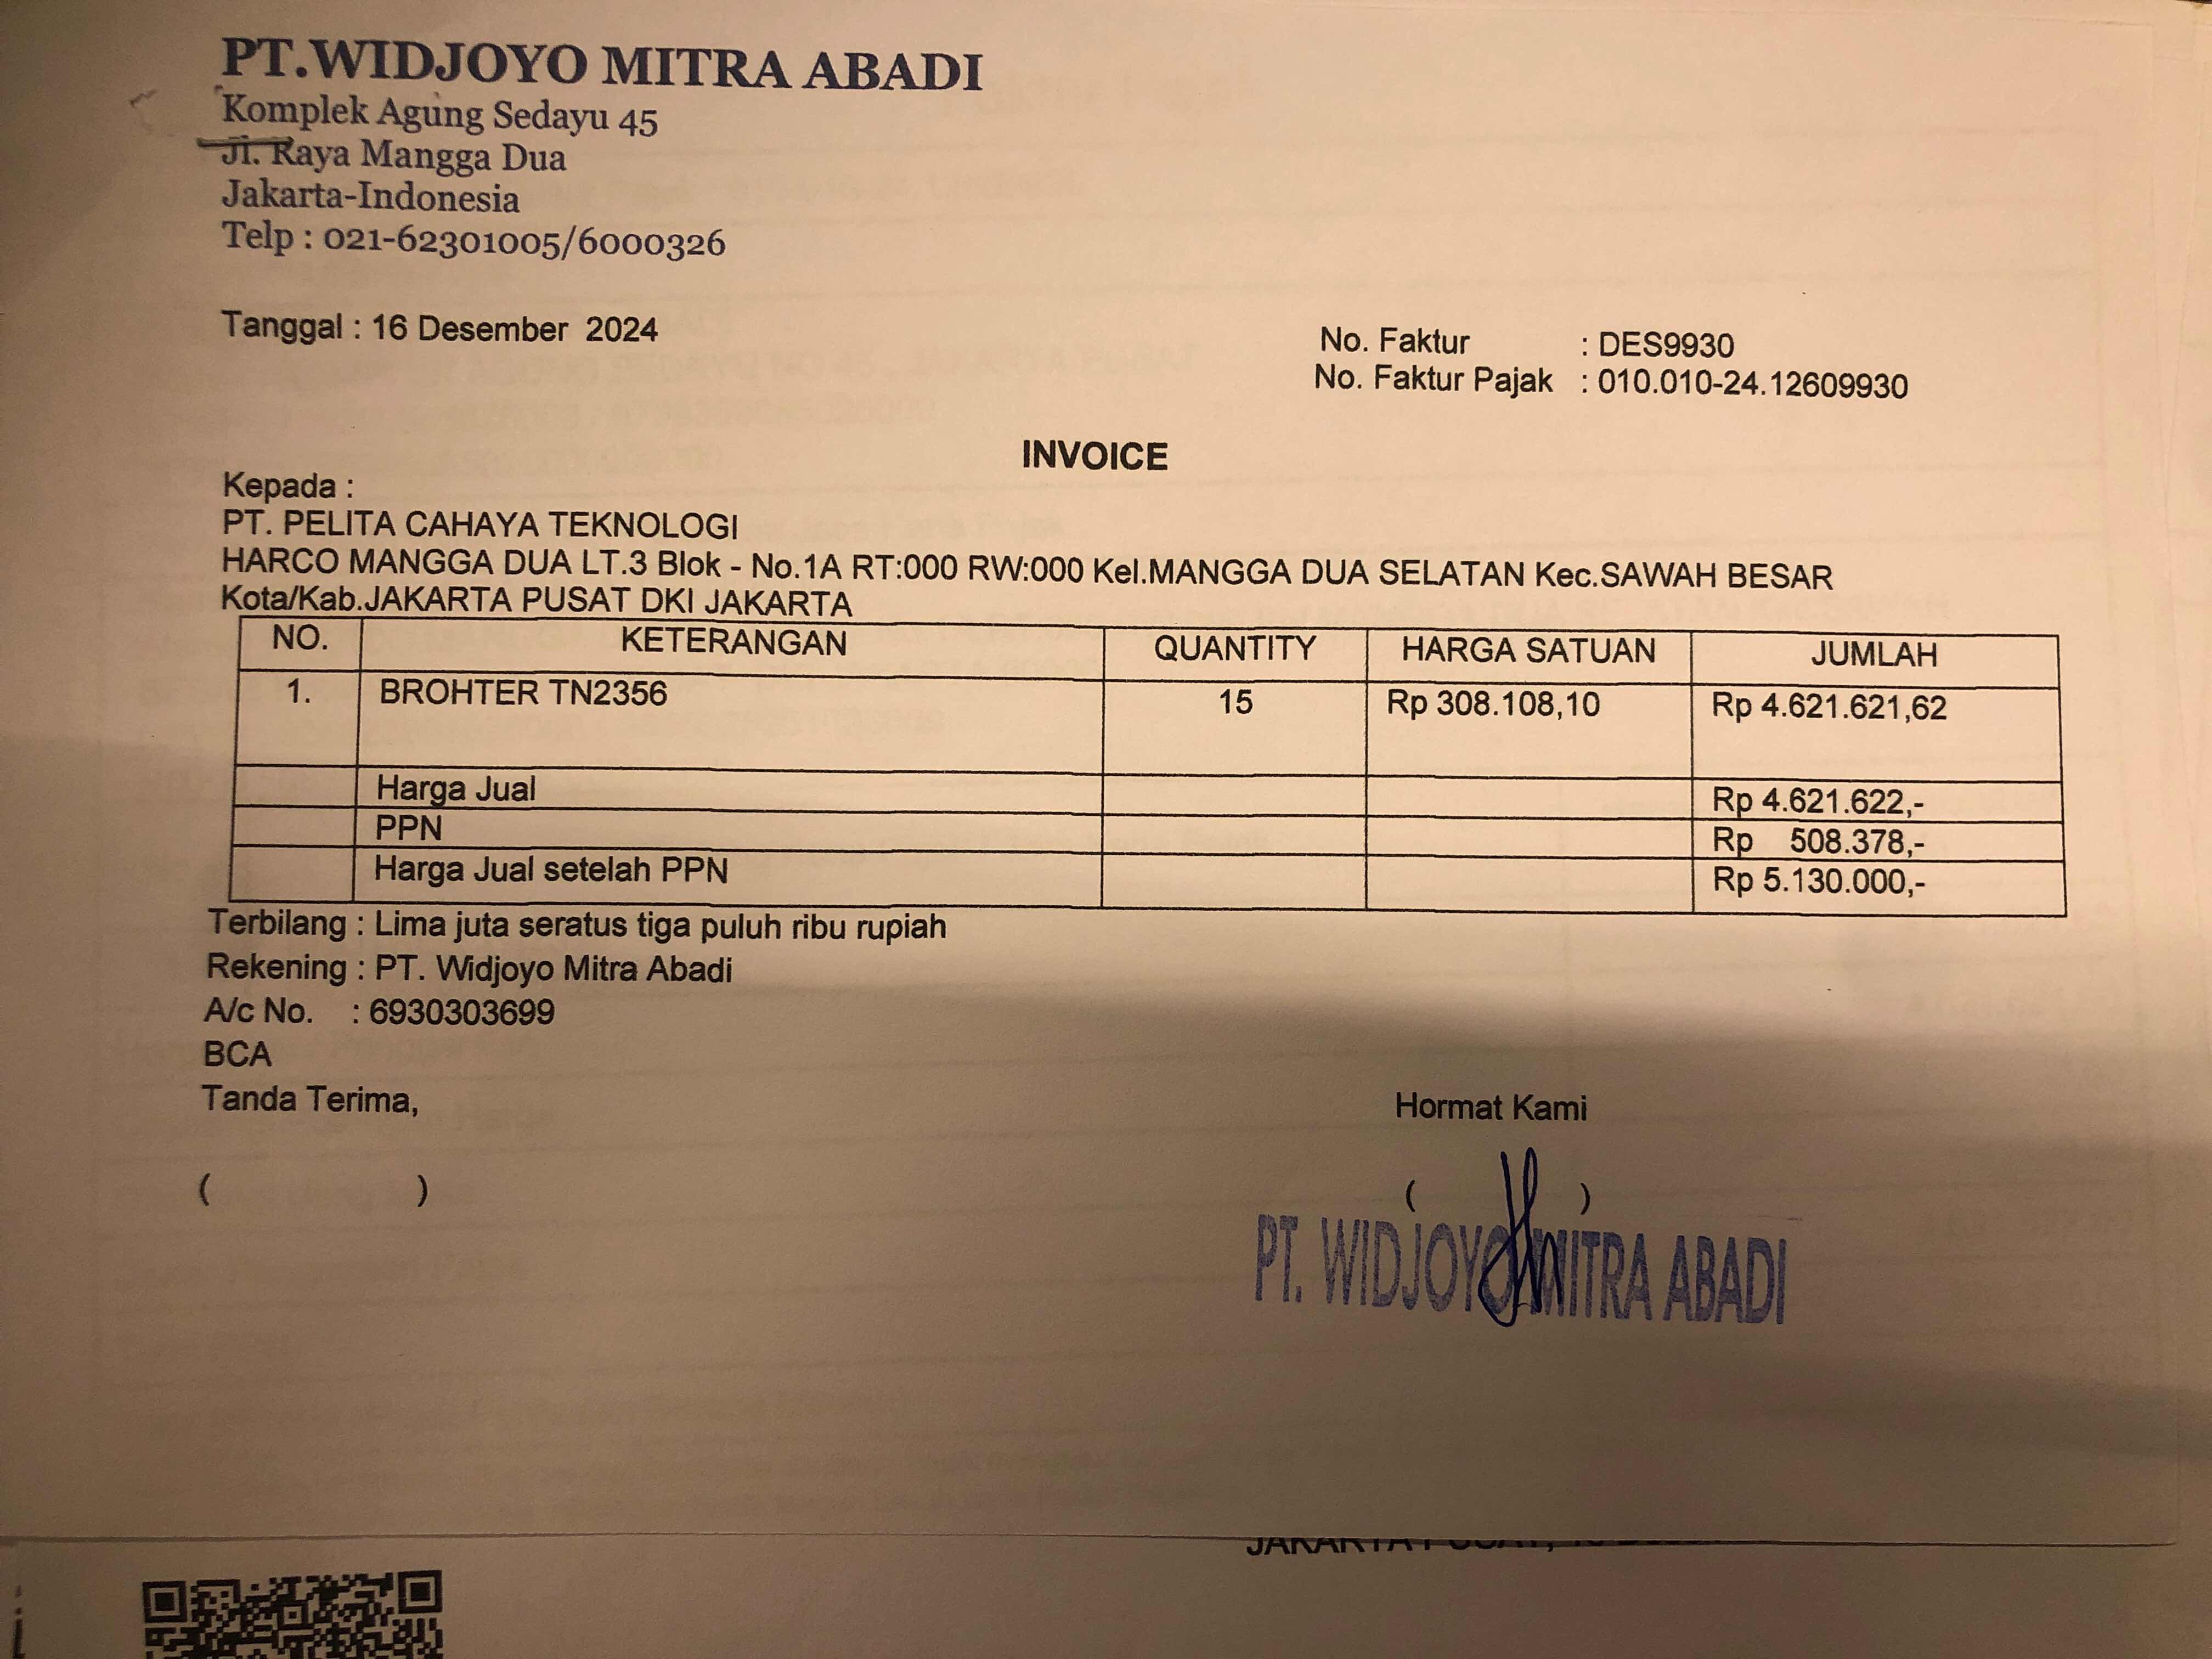 PT.WIDJOYO MITRA ABADI
Komplek Agung Sedayu 45
Jl. Raya Mangga Dua
Jakarta-Indonesia
Telp : 021-62301005/6000326
Tanggal : 16 Desember 2024
No. Faktur : DES9930
No. Faktur Pajak : 010.010-24.12609930
INVOICE
Kepada :
PT. PELITA CAHAYA TEKNOLOGI
HARCO MANGGA DUA LT.3 Blok - No.1A RT:000 RW:000 Kel.MANGGA DUA SELATAN Kec.SAWAH BESAR
Kota/Kab.JAKARTA PUSAT DKI JAKARTA
NO. KETERANGAN QUANTITY HARGA SATUAN JUMLAH
1. BROHTER TN2356 15 Rp 308.108,10 Rp 4.621.621,62
Harga Jual Rp 4.621.622,-
PPN Rp 508.378,-
Harga Jual setelah PPN Rp 5.130.000,-
Terbilang : Lima juta seratus tiga puluh ribu rupiah
Rekening : PT. Widjoyo Mitra Abadi
A/c No. : 6930303699
BCA
Tanda Terima,
Hormat Kami
( )
( )
PT. WIDJOYO MITRA ABADI